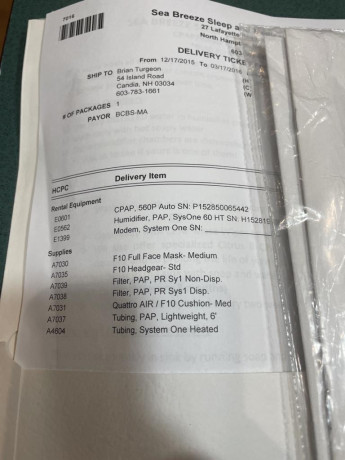 7016
Sea Breeze Sleep a
27 Lafayette
North Hampt
603-
DELIVERY TICKE
From 12/17/2015 To 03/17/2016
SHIP TO Brian Turgeon
54 Island Road
Candia, NH 03034
603-783-1661
(H
(C
(W
# OF PACKAGES 1
PAYOR BCBS-MA
HCPC Delivery Item
Rental Equipment
E0601 CPAP, 560P Auto SN: P152850065442
E0562 Humidifier, PAP, SysOne 60 HT SN: H152815
E1399 Modem, System One SN:
Supplies
A7030 F10 Full Face Mask- Medium
A7035 F10 Headgear- Std
A7039 Filter, PAP, PR Sy1 Non-Disp.
A7038 Filter, PAP, PR Sys1 Disp.
A7031 Quattro AIR / F10 Cushion- Med
A7037 Tubing, PAP, Lightweight, 6'
A4604 Tubing, System One Heated